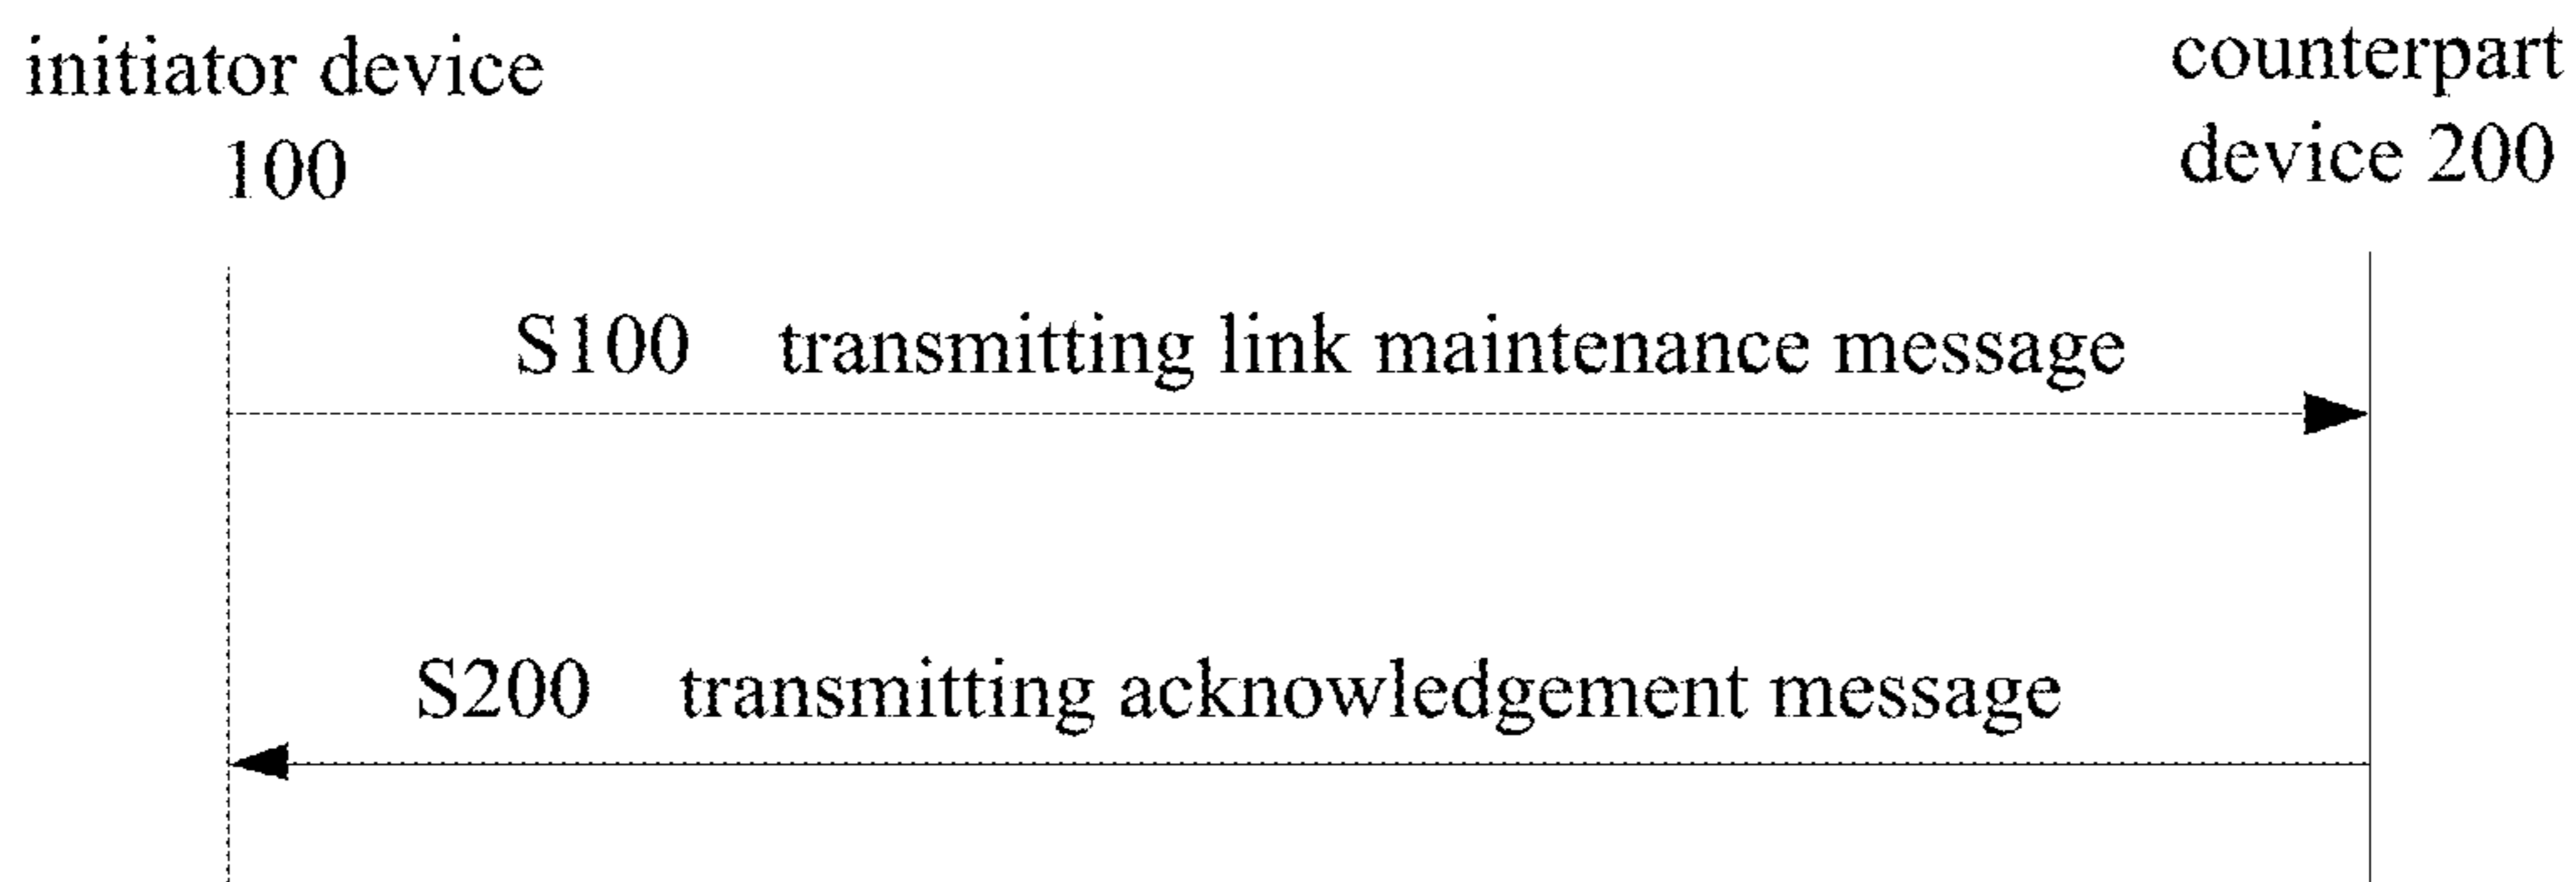 initiator device
100
counterpart
device 200
S100 transmitting link maintenance message
S200 transmitting acknowledgement message